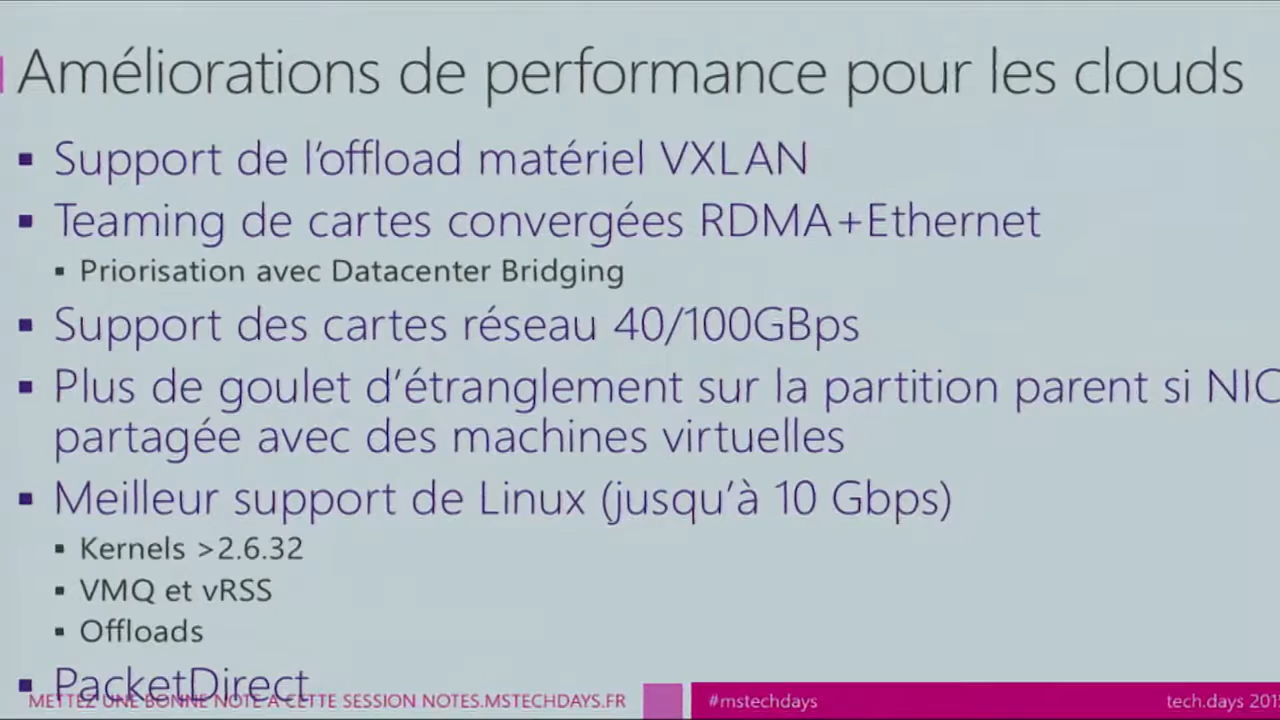 Améliorations de performance pour les clouds
▪ Support de l'offload matériel VXLAN
▪ Teaming de cartes convergées RDMA+Ethernet
▪ Priorisation avec Datacenter Bridging
▪ Support des cartes réseau 40/100GBps
▪ Plus de goulet d'étranglement sur la partition parent si NIC
partagée avec des machines virtuelles
▪ Meilleur support de Linux (jusqu'à 10 Gbps)
▪ Kernels >2.6.32
▪ VMQ et vRSS
▪ Offloads
▪ PacketDirect
METTEZ UNE BONNE NOTE A CETTE SESSION NOTES.MSTECHDAYS.FR
#mstechdays
tech.days 201